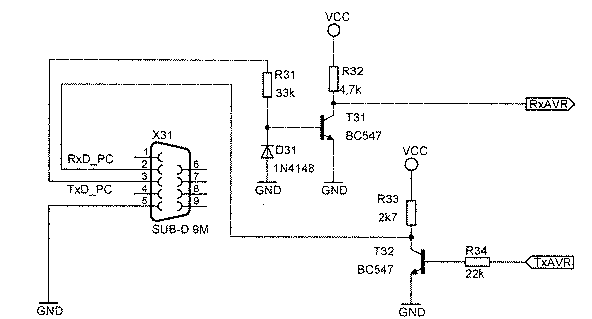 VCC
R31
33k
R32
4,7k
RxAVR
T31
BC547
X31
1
RxD_PC
2
3
TxD_PC
4
5
6
7
8
9
SUB-D 9M
D31
1N4148
GND
GND
VCC
R33
2k7
T32
BC547
R34
22k
TxAVR
GND
GND